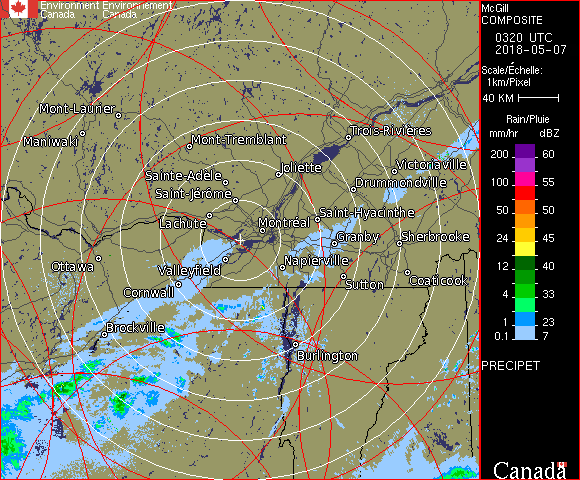 Environment Environnement
Canada Canada
McGill
COMPOSITE
0320 UTC
2018-05-07
Scale/Échelle:
1km/Pixel
40 KM
Rain/Pluie
mm/hr dBZ
200 60
150 57
100 55
50 50
24 45
12 40
4 33
1 23
0.1 7
PRECIPET
Canada
Mont-Laurier
Maniwaki
Mont-Tremblant
Trois-Rivières
Sainte-Adèle
Joliette
Victoriaville
Saint-Jérôme
Drummondville
Lachute
Montréal
Saint-Hyacinthe
Granby
Sherbrooke
Ottawa
Valleyfield
Napierville
Cornwall
Sutton
Coaticook
Brockville
Burlington